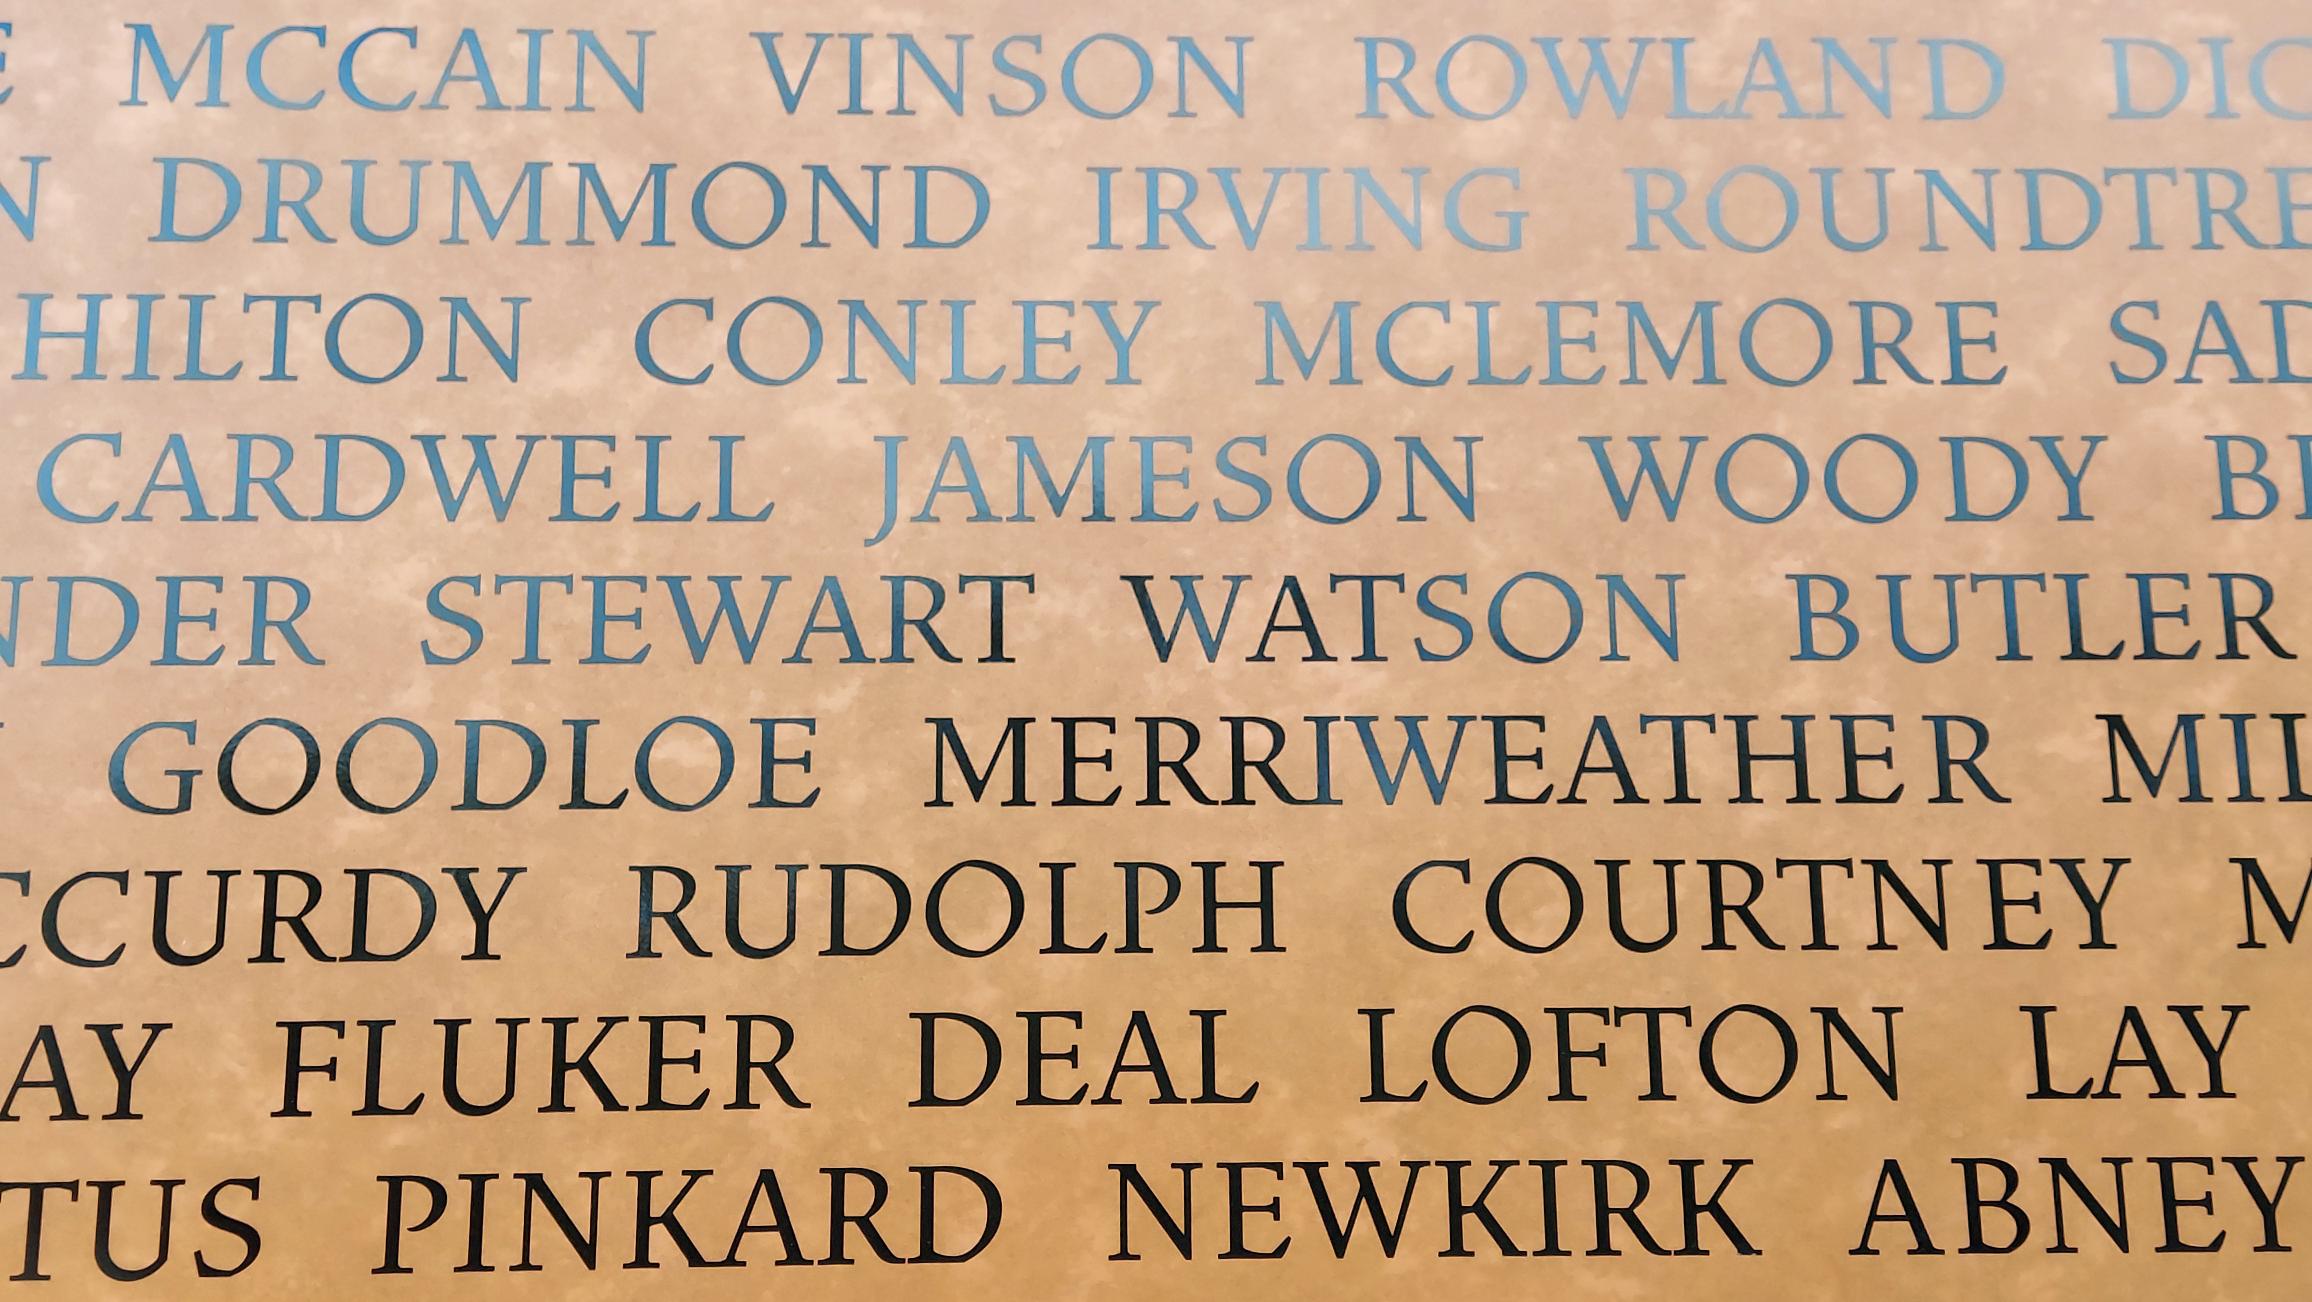 MCCAIN VINSON ROWLAND
DRUMMOND IRVING
HILTON CONLEY MCLEMORE
CARDWELL JAMESON WOODY
STEWART WATSON BUTLER
GOODLOE MERRIWEATHER
RUDOLPH COURTNEY
FLUKER DEAL LOFTON LAY
PINKARD NEWKIRK ABNEY